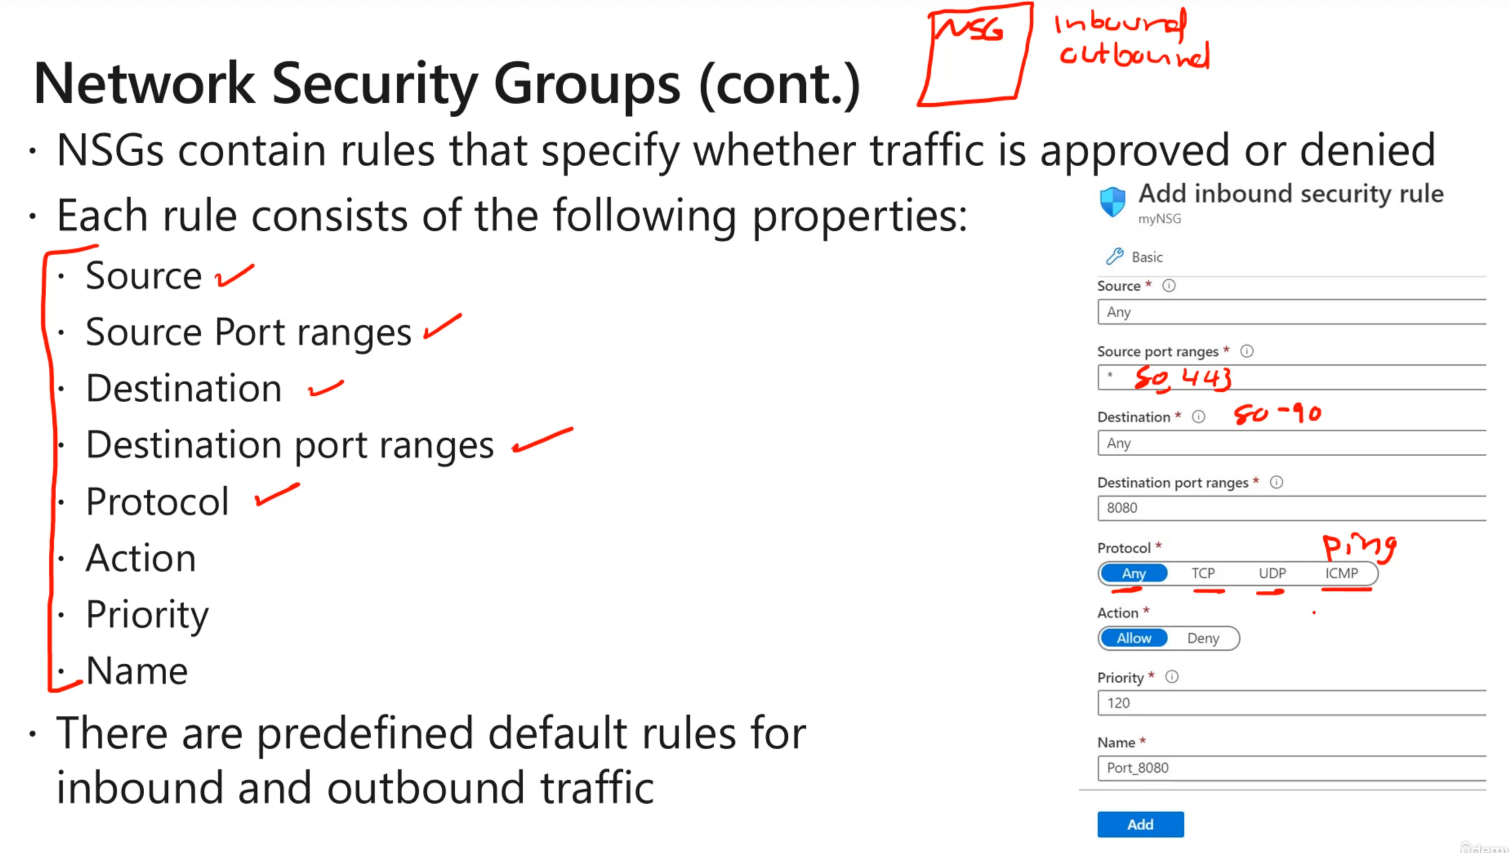 NSG
Inbound
outbound
Network Security Groups (cont.)
· NSGs contain rules that specify whether traffic is approved or denied
· Each rule consists of the following properties:
· Source
· Source Port ranges
· Destination
· Destination port ranges
· Protocol
· Action
· Priority
· Name
· There are predefined default rules for
inbound and outbound traffic
Add inbound security rule
myNSG
Basic
Source *
Any
Source port ranges *
* 80, 443
Destination * 80-90
Any
Destination port ranges *
8080
Ping
Protocol *
Any TCP UDP ICMP
Action *
Allow Deny
Priority *
120
Name *
Port_8080
Add
ûdemy